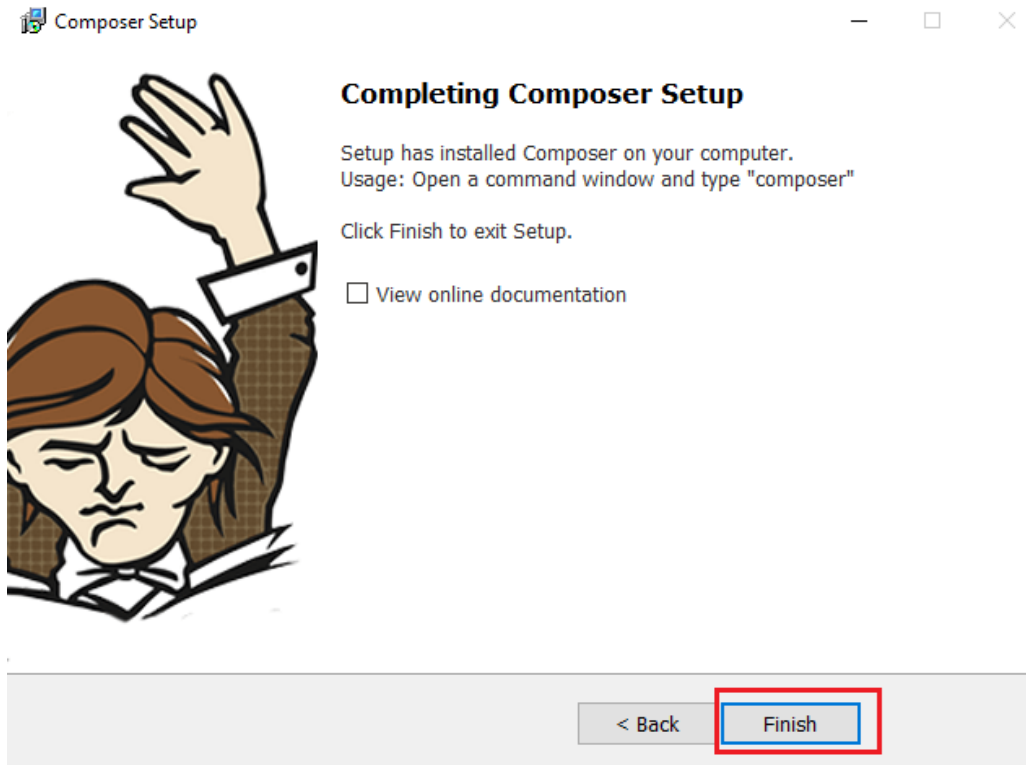 Composer Setup
Completing Composer Setup
Setup has installed Composer on your computer.
Usage: Open a command window and type "composer"
Click Finish to exit Setup.
View online documentation
< Back
Finish